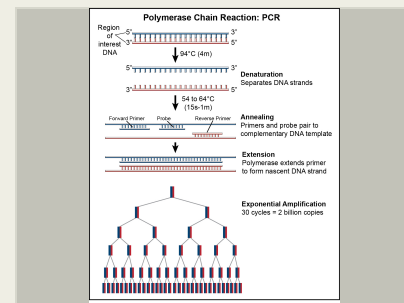 Polymerase Chain Reaction: PCR
Region
of
interest
DNA
5" 3"
3" 5"
94°C (4m)
5" 3"
Denaturation
Separates DNA strands
3" 5"
54 to 64°C
(15s-1m)
Annealing
Primers and probe pair to
complementary DNA template
Forward Primer Probe Reverse Primer
Extension
Polymerase extends primer
to form nascent DNA strand
Exponential Amplification
30 cycles = 2 billion copies